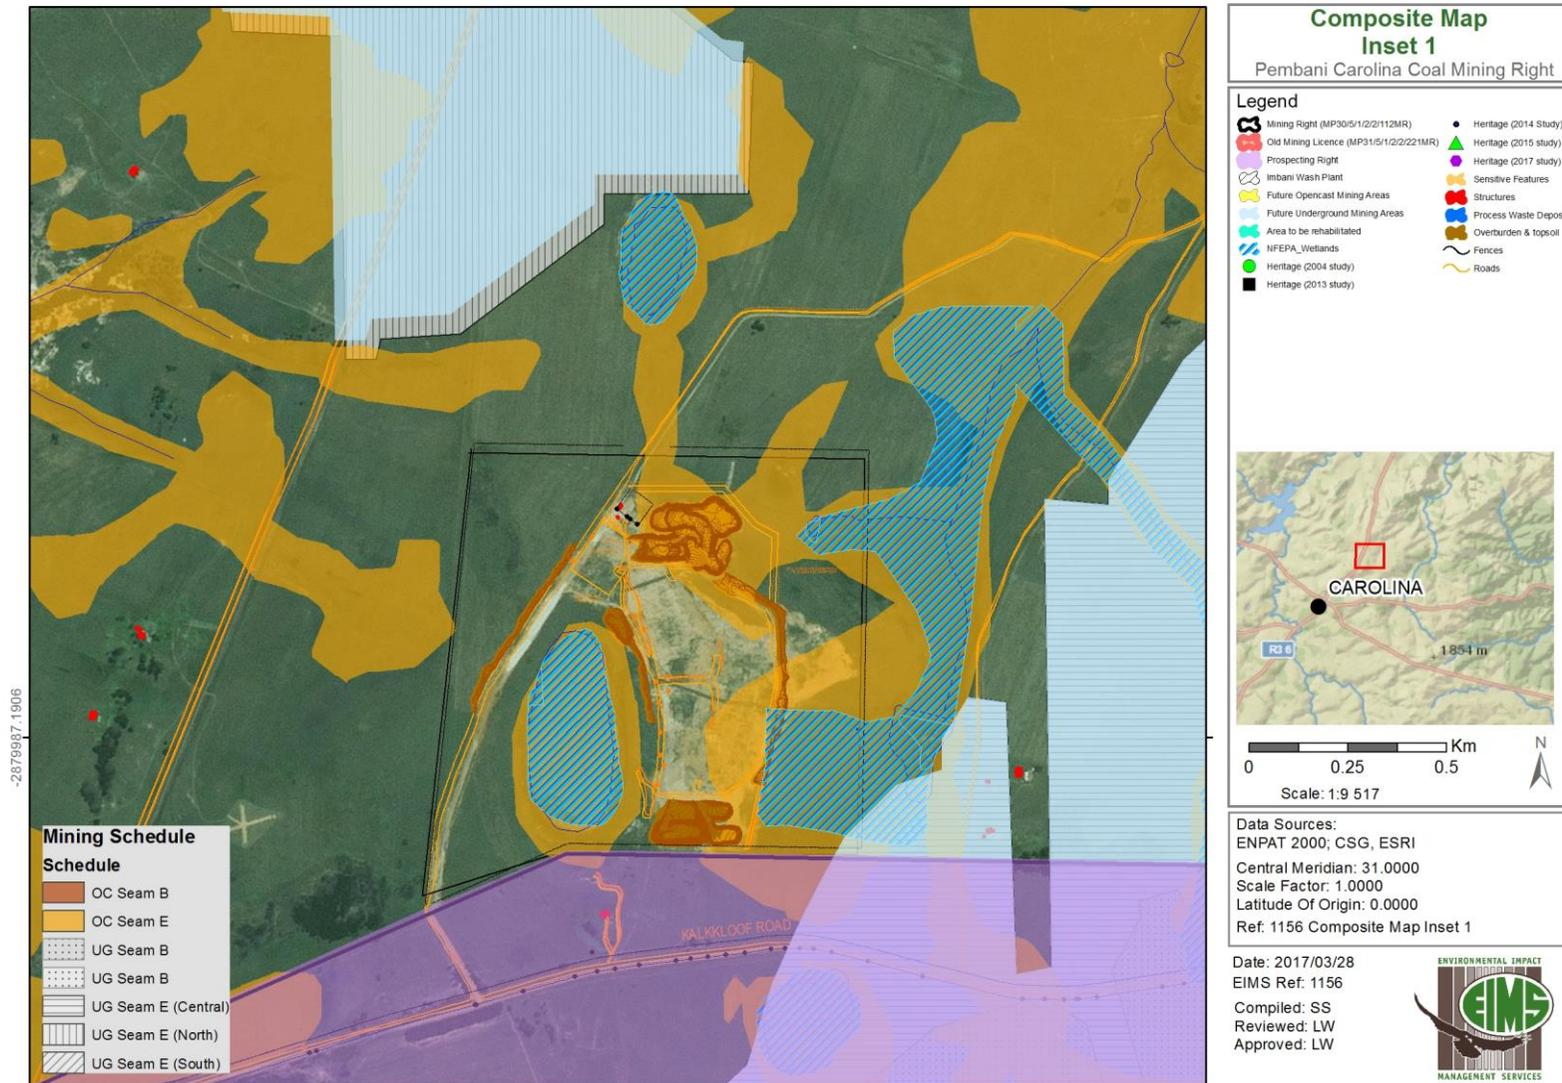 Composite Map
Inset 1
Pembani Carolina Coal Mining Right
Legend
Mining Right (MP30/5/1/2/2/112MR)
Old Mining Licence (MP31/5/1/2/2/221MR)
Prospecting Right
Imbani Wash Plant
Future Opencast Mining Areas
Future Underground Mining Areas
Area to be rehabilitated
NFEPA_Wetlands
Heritage (2004 study)
Heritage (2013 study)
Heritage (2014 Study)
Heritage (2015 study)
Heritage (2017 study)
Sensitive Features
Structures
Process Waste Depos
Overburden & topsoil
Fences
Roads
CAROLINA
R36
1854 m
Km
0
0.25
0.5
N
Scale: 1:9 517
Data Sources:
ENPAT 2000; CSG, ESRI
Central Meridian: 31.0000
Scale Factor: 1.0000
Latitude Of Origin: 0.0000
Ref: 1156 Composite Map Inset 1
Date: 2017/03/28
EIMS Ref: 1156
Compiled: SS
Reviewed: LW
Approved: LW
ENVIRONMENTAL IMPACT
EIMS
MANAGEMENT SERVICES
-2879987.1906
KALKKLOOF ROAD
Mining Schedule
Schedule
OC Seam B
OC Seam E
UG Seam B
UG Seam B
UG Seam E (Central)
UG Seam E (North)
UG Seam E (South)